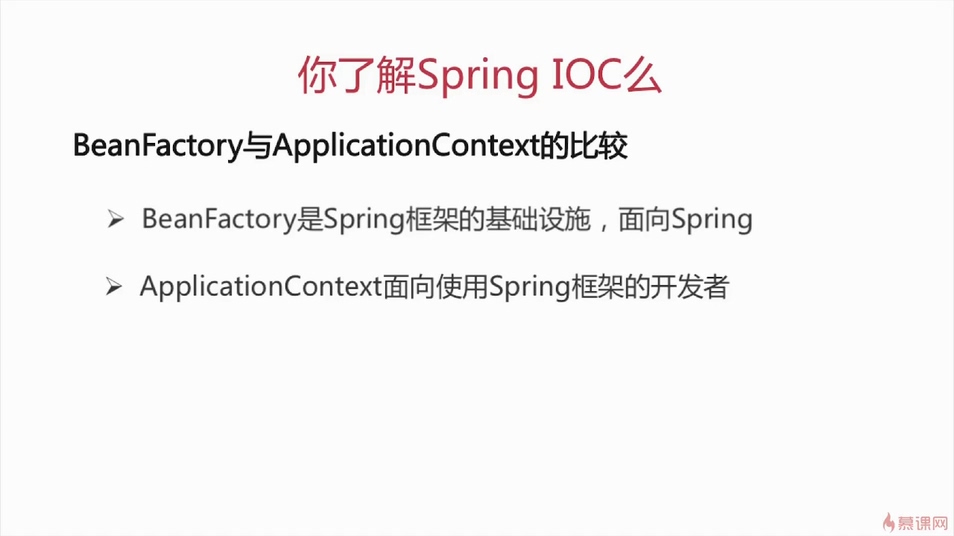 你了解Spring IOC么
BeanFactory与ApplicationContext的比较
BeanFactory是Spring框架的基础设施，面向Spring
ApplicationContext面向使用Spring框架的开发者
慕课网